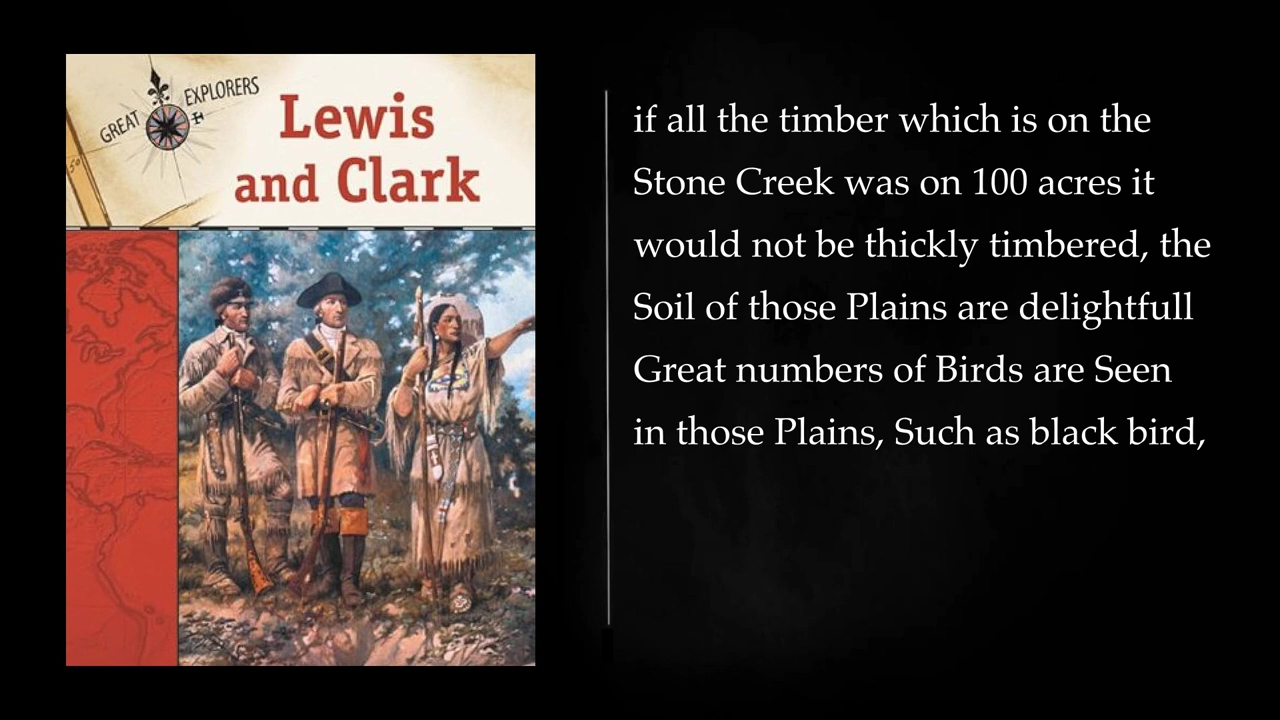 GREAT EXPLORERS
Lewis
and Clark
50
if all the timber which is on the
Stone Creek was on 100 acres it
would not be thickly timbered, the
Soil of those Plains are delightfull
Great numbers of Birds are Seen
in those Plains, Such as black bird,